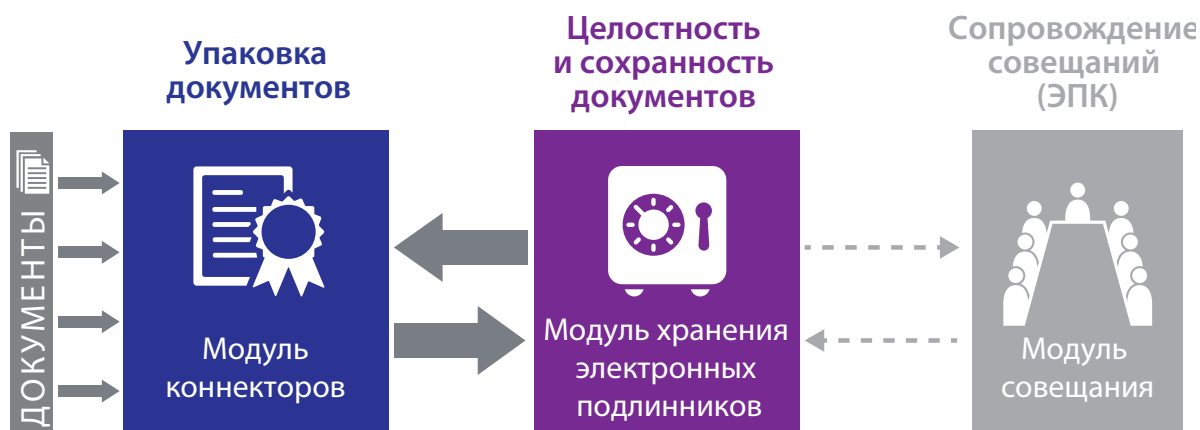 Упаковка
документов
Целостность
и сохранность
документов
Сопровождение
совещаний
(ЭПК)
ДОКУМЕНТЫ
Модуль
коннекторов
Модуль хранения
электронных
подлинников
Модуль
совещания